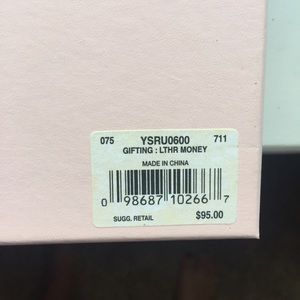 075 YSRU0600 711
GIFTING : LTHR MONEY
MADE IN CHINA
0 98687 10266 7
SUGG. RETAIL $95.00